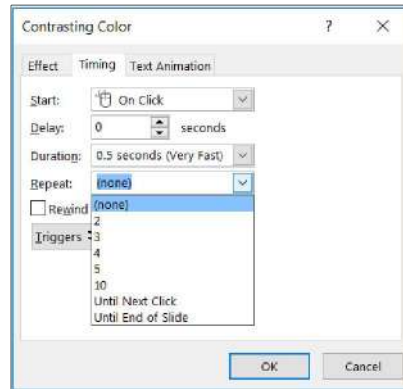 Contrasting Color ? ×
Effect Timing Text Animation
Start: On Click
Delay: 0 seconds
Duration: 0.5 seconds (Very Fast)
Repeat: (none)
Rewind (none)
2
Triggers 3
4
5
10
Until Next Click
Until End of Slide
OK Cancel